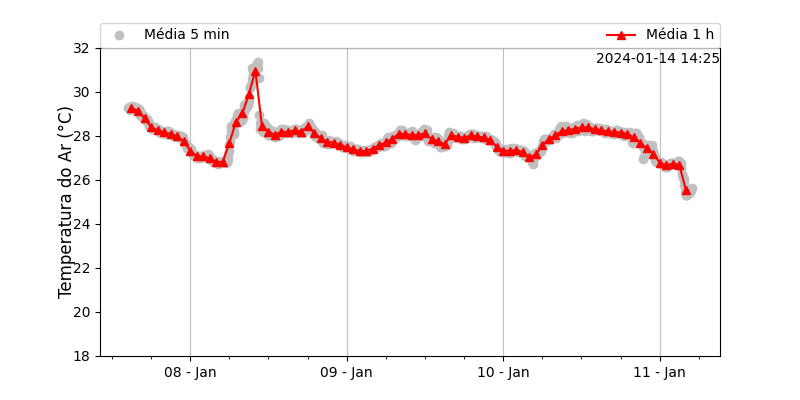 Média 5 min
Média 1 h
2024-01-14 14:25
Temperatura do Ar (°C)
32
30
28
26
24
22
20
18
08 - Jan
09 - Jan
10 - Jan
11 - Jan